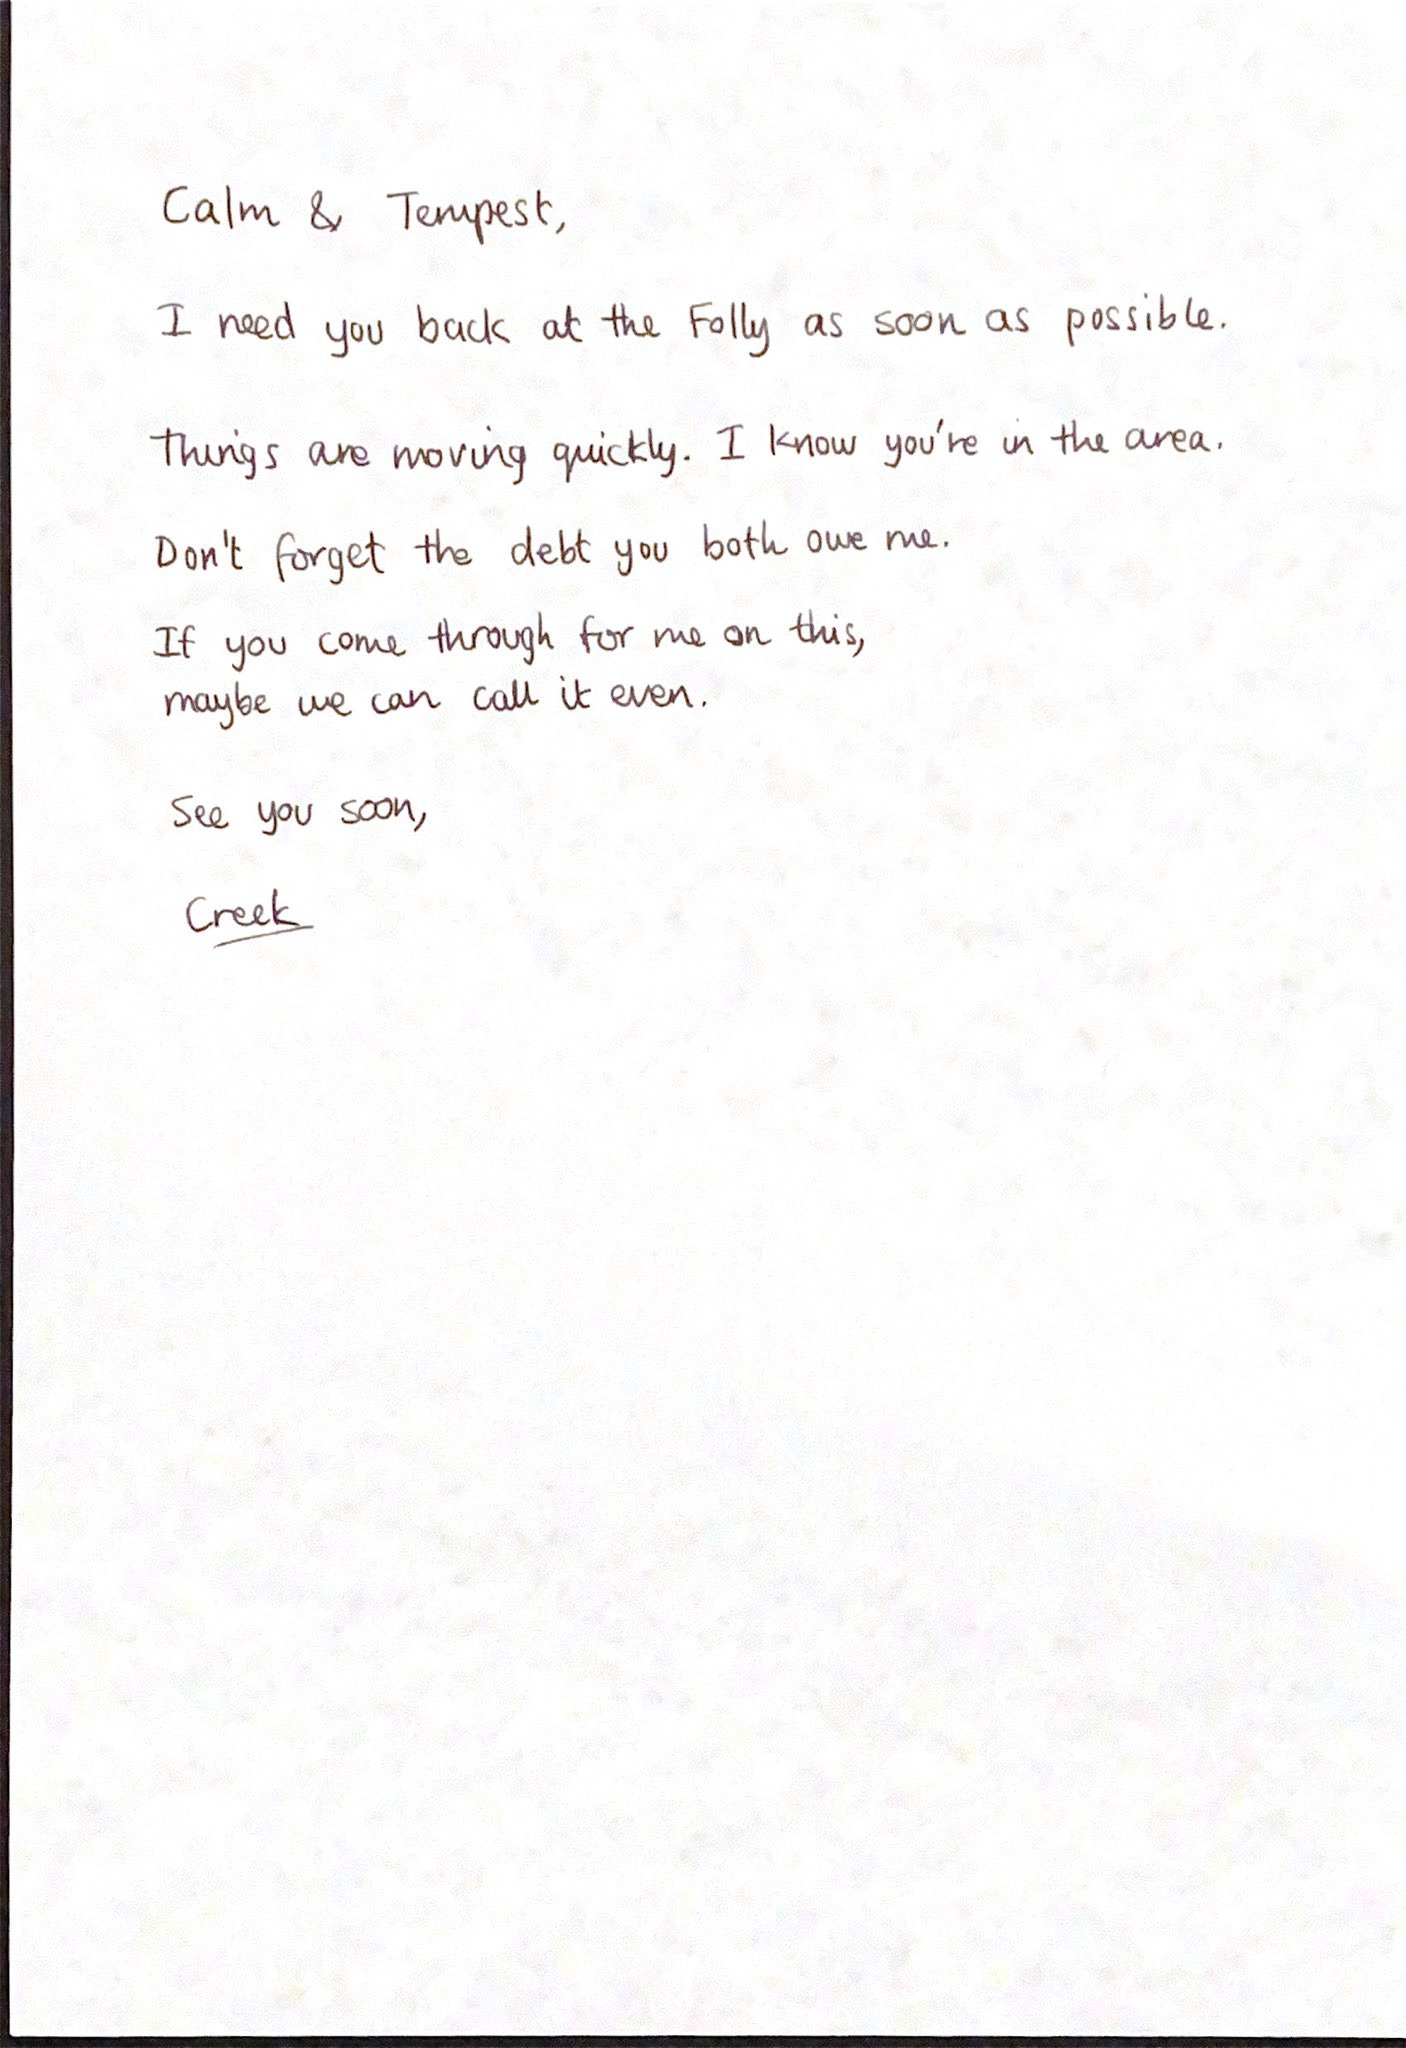 Calm & Tempest,
I need you back at the Folly as soon as possible.
Things are moving quickly. I know you're in the area.
Don't forget the debt you both owe me.
If you come through for me on this,
maybe we can call it even.
See you soon,
Creek